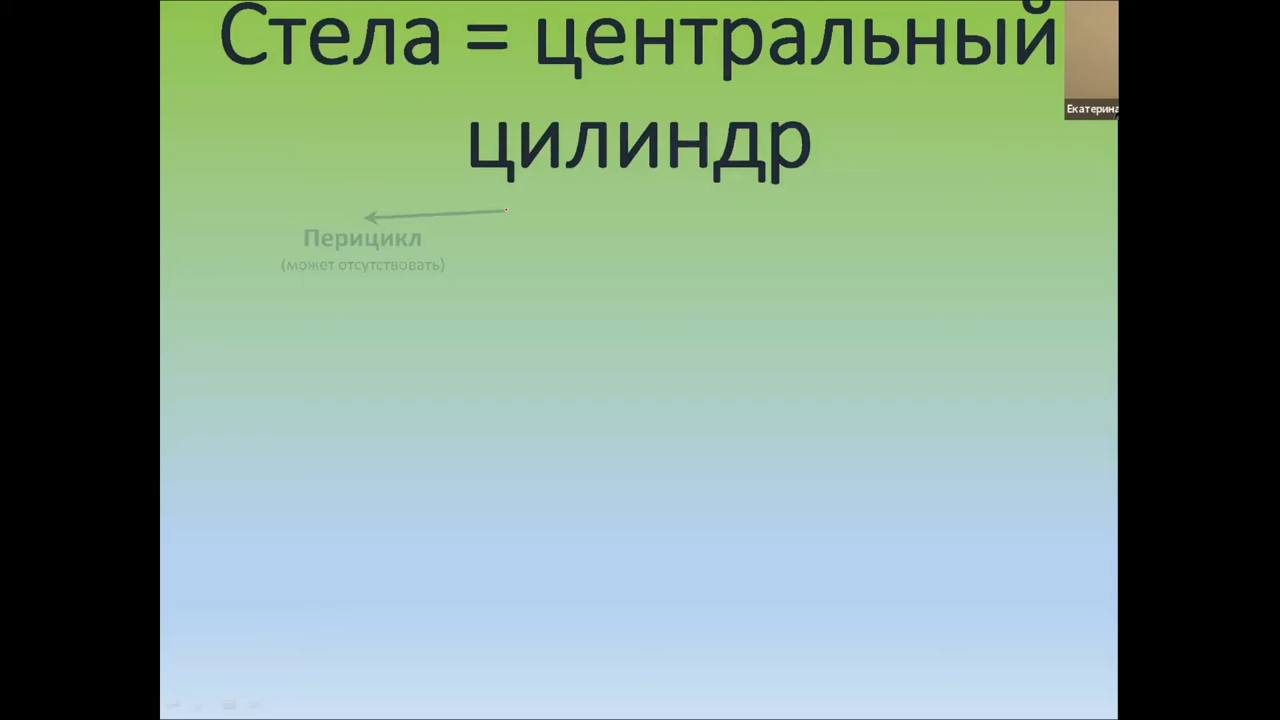 Стела = центральный
цилиндр
Екатерина
Перицикл
(может отсутствовать)